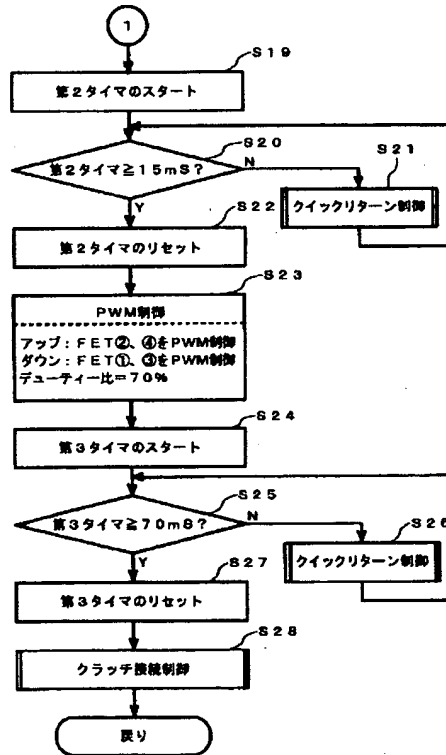 1
S19
第2タイマのスタート
S20
第2タイマ≧15mS?
N
S21
クイックリターン制御
Y
S22
第2タイマのリセット
S23
PWM制御
アップ:FET②、④をPWM制御
ダウン:FET①、③をPWM制御
デューティー比=70%
S24
第3タイマのスタート
S25
第3タイマ≧70mS?
N
S26
クイックリターン制御
Y
S27
第3タイマのリセット
S28
クラッチ接続制御
戻り